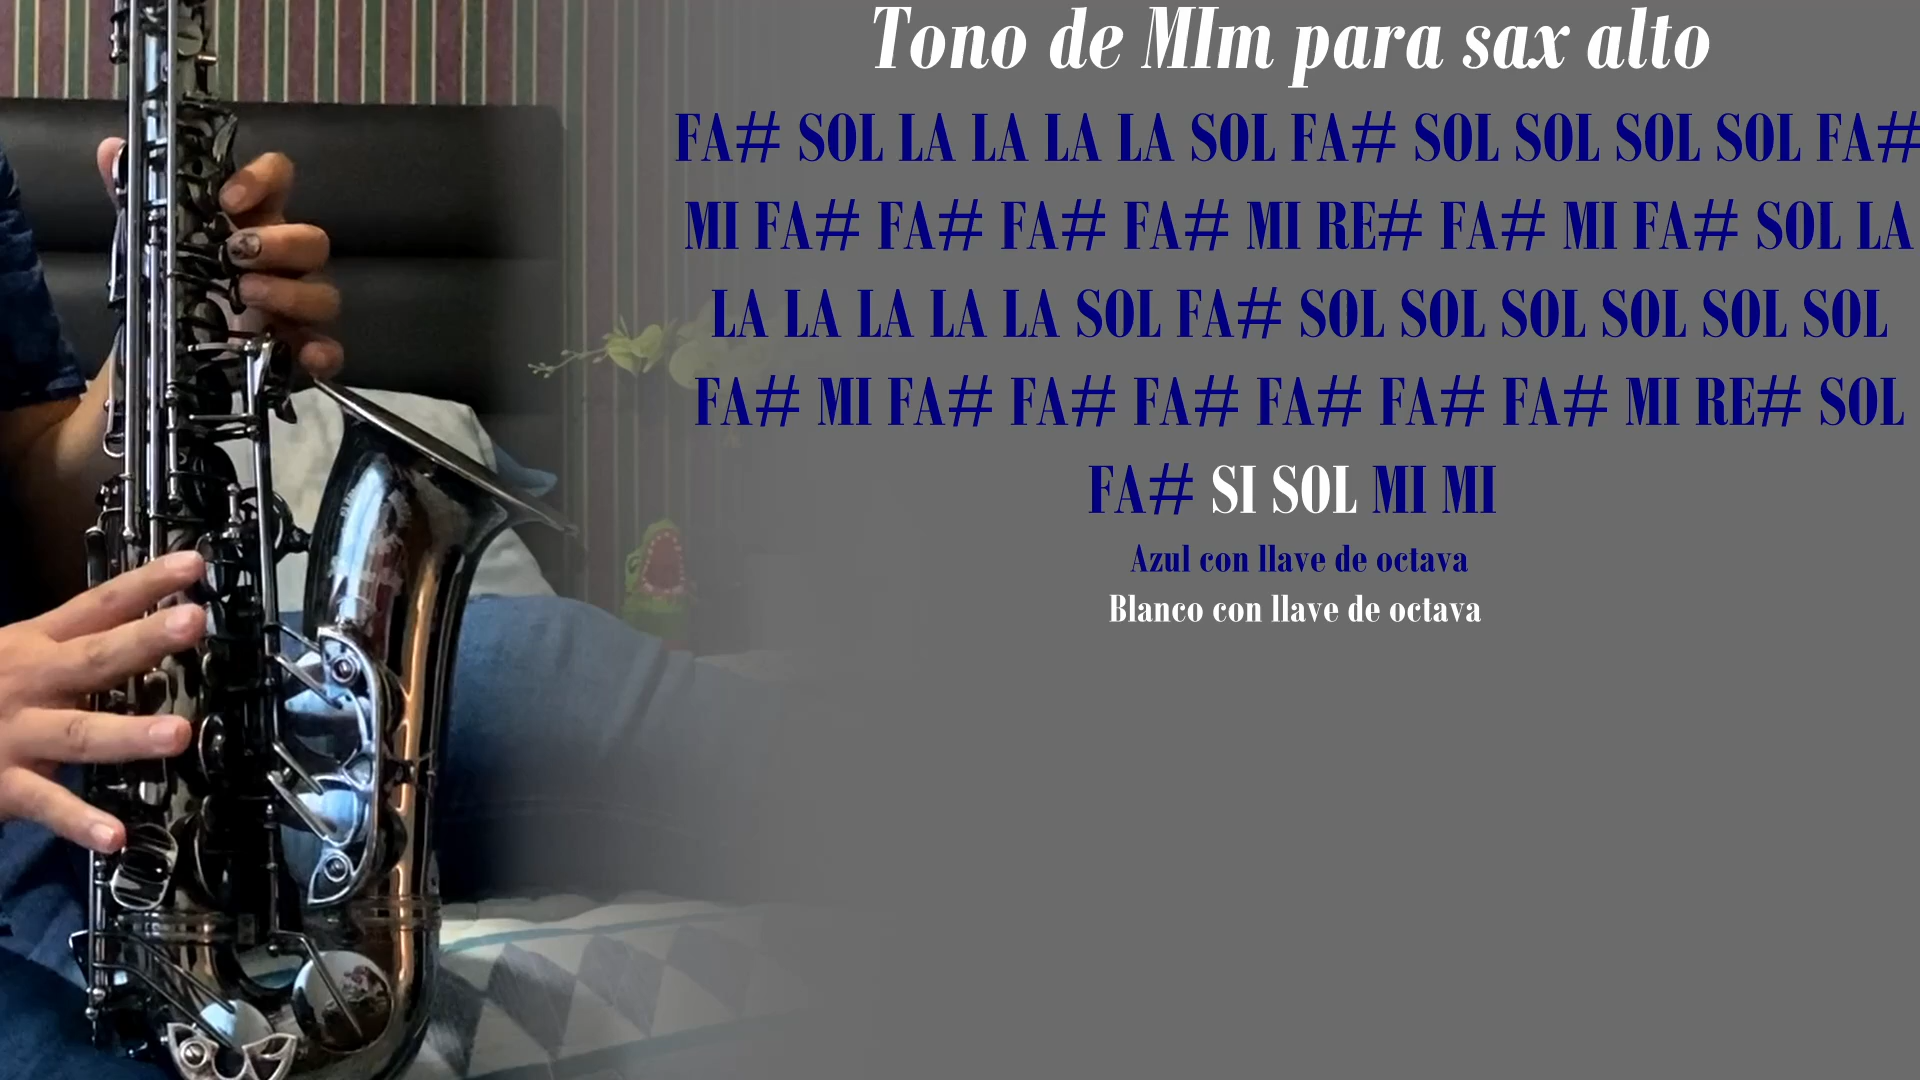 Tono de MIm para sax alto
FA# SOL LA LA LA LA SOL FA# SOL SOL SOL SOL FA#
MI FA# FA# FA# FA# MI RE# FA# MI FA# SOL LA
LA LA LA LA LA SOL FA# SOL SOL SOL SOL SOL SOL
FA# MI FA# FA# FA# FA# FA# FA# MI RE# SOL
FA# SI SOL MI MI
Azul con llave de octava
Blanco con llave de octava